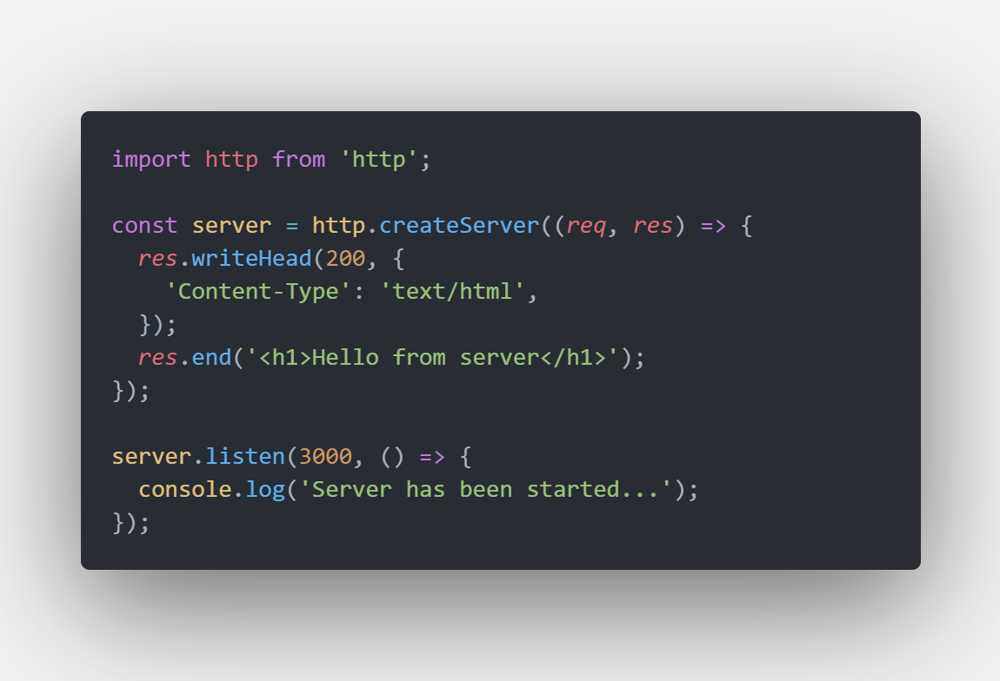 import http from 'http';
const server = http.createServer((req, res) => {
  res.writeHead(200, {
    'Content-Type': 'text/html',
  });
  res.end('<h1>Hello from server</h1>');
});
server.listen(3000, () => {
  console.log('Server has been started...');
});